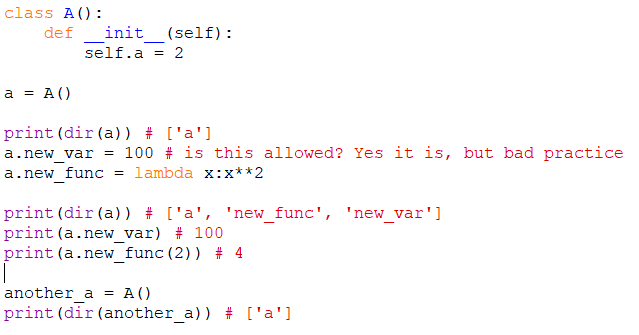 class A():
    def __init__(self):
        self.a = 2

a = A()

print(dir(a)) # ['a']
a.new_var = 100 # is this allowed? Yes it is, but bad practice
a.new_func = lambda x:x**2

print(dir(a)) # ['a', 'new_func', 'new_var']
print(a.new_var) # 100
print(a.new_func(2)) # 4

another_a = A()
print(dir(another_a)) # ['a']